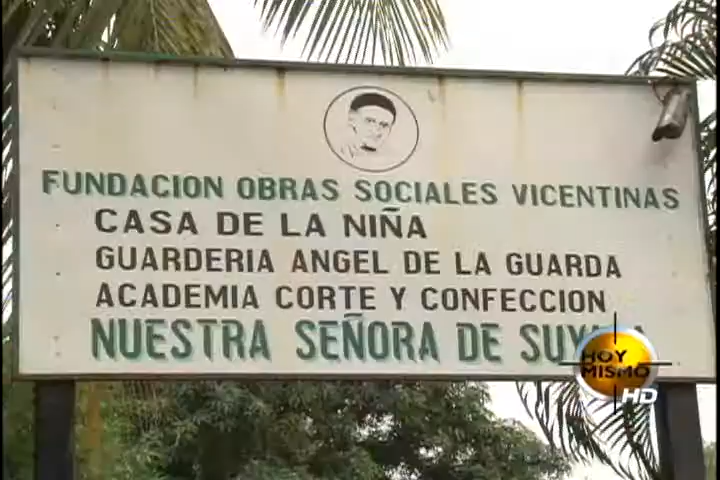 FUNDACION OBRAS SOCIALES VICENTINAS
CASA DE LA NIÑA
GUARDERIA ANGEL DE LA GUARDA
ACADEMIA CORTE Y CONFECCION
NUESTRA SEÑORA DE
HOY
MISMO
HD